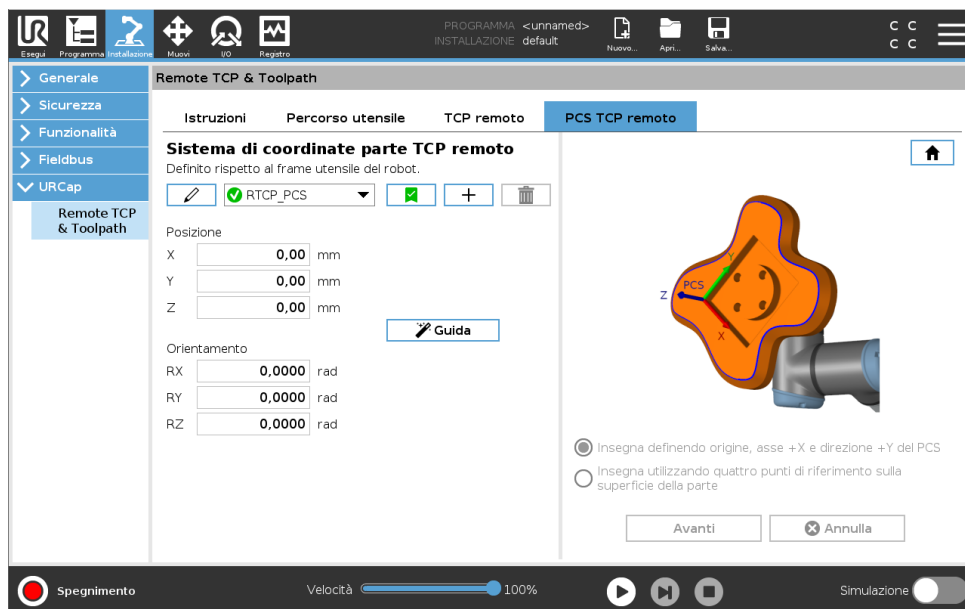 PROGRAMMA <unnamed>
INSTALLAZIONE default
Esegui Programma Installazione Muovi I/O Registro
Nuovo... Apri... Salva...
C C
C C
Generale
Sicurezza
Funzionalità
Fieldbus
URCap
Remote TCP
& Toolpath
Remote TCP & Toolpath
Istruzioni Percorso utensile TCP remoto PCS TCP remoto
Sistema di coordinate parte TCP remoto
Definito rispetto al frame utensile del robot.
RTCP_PCS
Posizione
X 0,00 mm
Y 0,00 mm
Z 0,00 mm
Guida
Orientamento
RX 0,0000 rad
RY 0,0000 rad
RZ 0,0000 rad
Y
PCS
Z
X
Insegna definendo origine, asse +X e direzione +Y del PCS
Insegna utilizzando quattro punti di riferimento sulla
superficie della parte
Avanti Annulla
Spegnimento Velocità 100% Simulazione